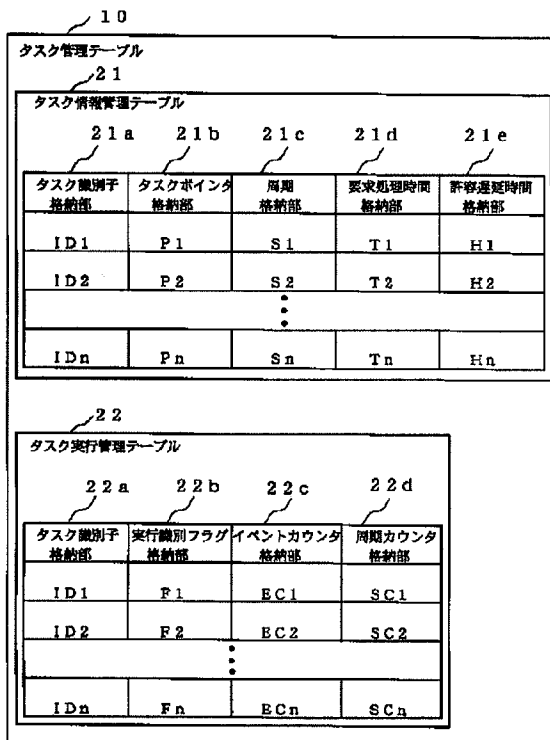 10
タスク管理テーブル
21
タスク情報管理テーブル
21a 21b 21c 21d 21e
タスク識別子格納部 タスクポインタ格納部 周期格納部 要求処理時間格納部 許容遅延時間格納部
ID1 P1 S1 T1 H1
ID2 P2 S2 T2 H2
IDn Pn Sn Tn Hn
22
タスク実行管理テーブル
22a 22b 22c 22d
タスク識別子格納部 実行識別フラグ格納部 イベントカウンタ格納部 周期カウンタ格納部
ID1 F1 EC1 SC1
ID2 F2 EC2 SC2
IDn Fn ECn SCn